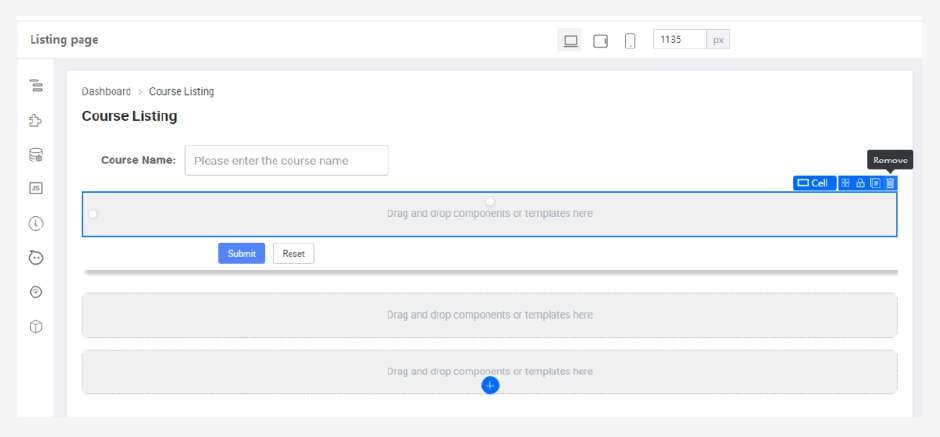 Listing page
1135 px
Dashboard > Course Listing
Course Listing
Course Name: Please enter the course name
Remove
Cell
Drag and drop components or templates here
Submit Reset
Drag and drop components or templates here
Drag and drop components or templates here
JS